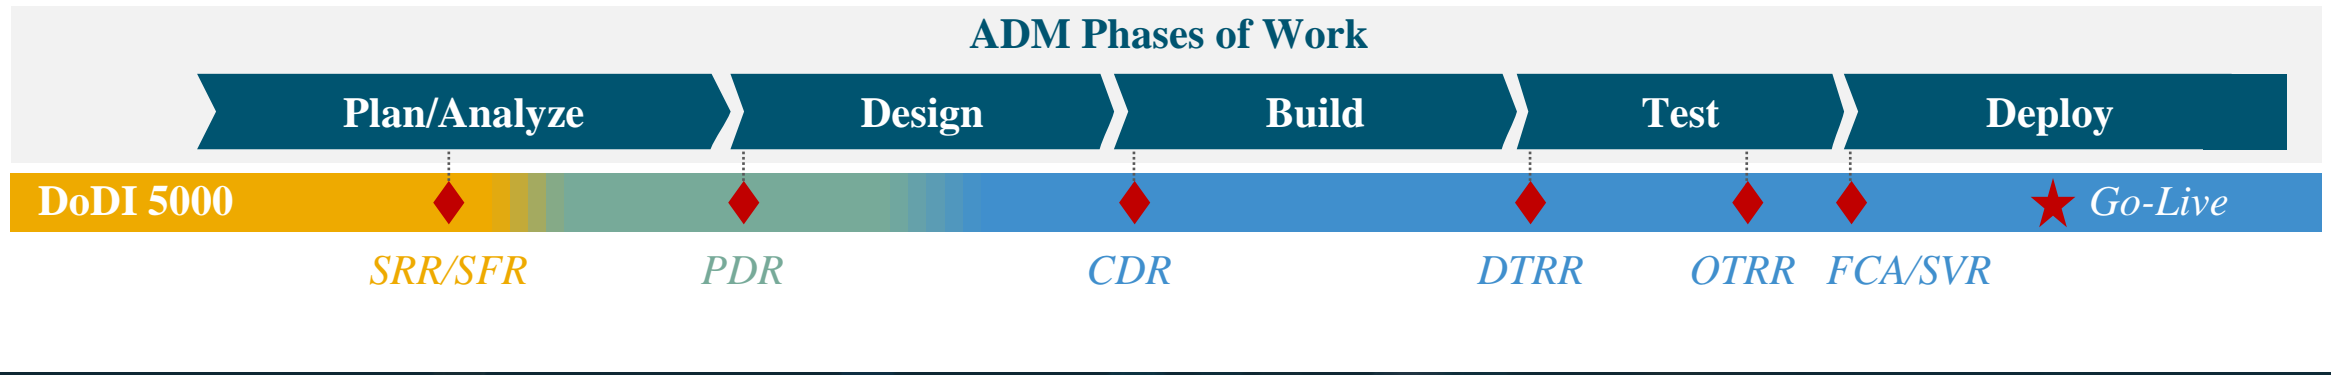 ADM Phases of Work
Plan/Analyze Design Build Test Deploy
DoDI 5000 Go-Live
SRR/SFR PDR CDR DTRR OTRR FCA/SVR